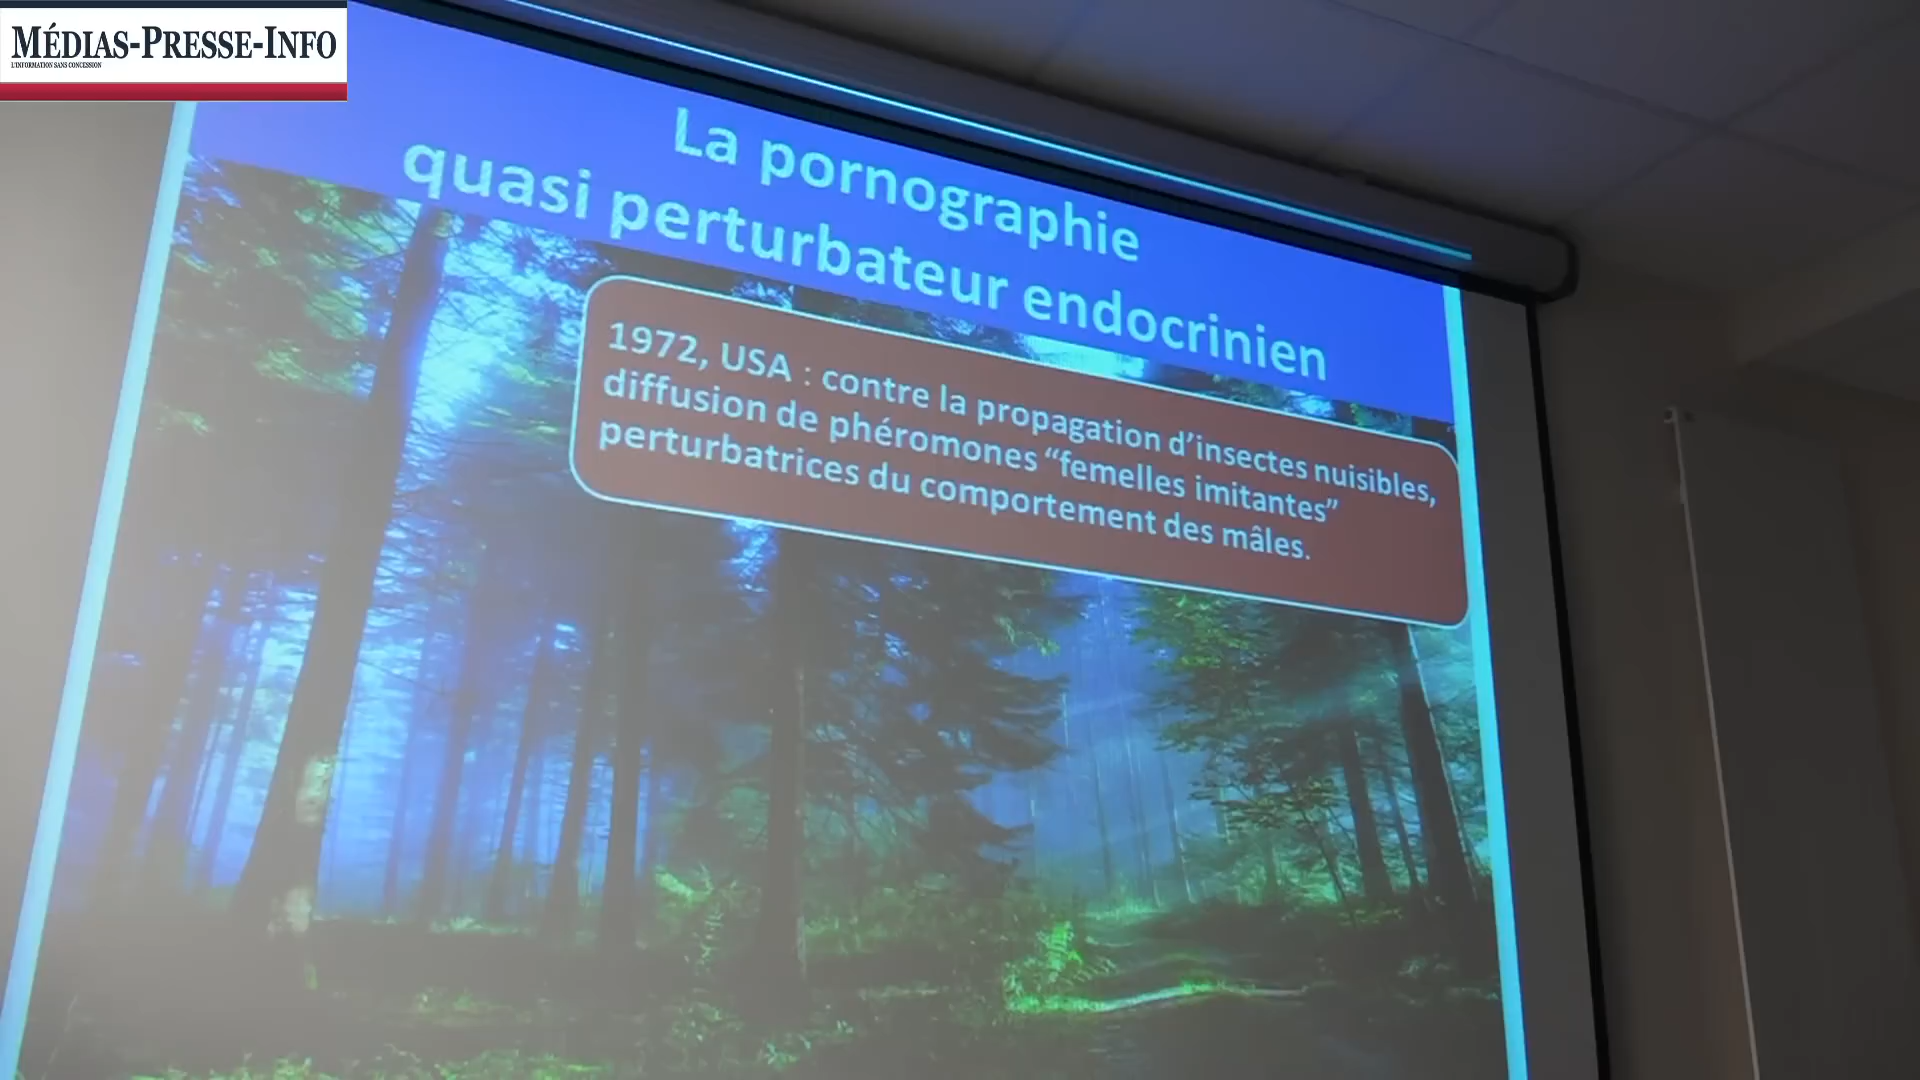 MÉDIAS-PRESSE-INFO
L'INFORMATION SANS CONCESSION
La pornographie
quasi perturbateur endocrinien
1972, USA : contre la propagation d'insectes nuisibles,
diffusion de phéromones “femelles imitantes”
perturbatrices du comportement des mâles.